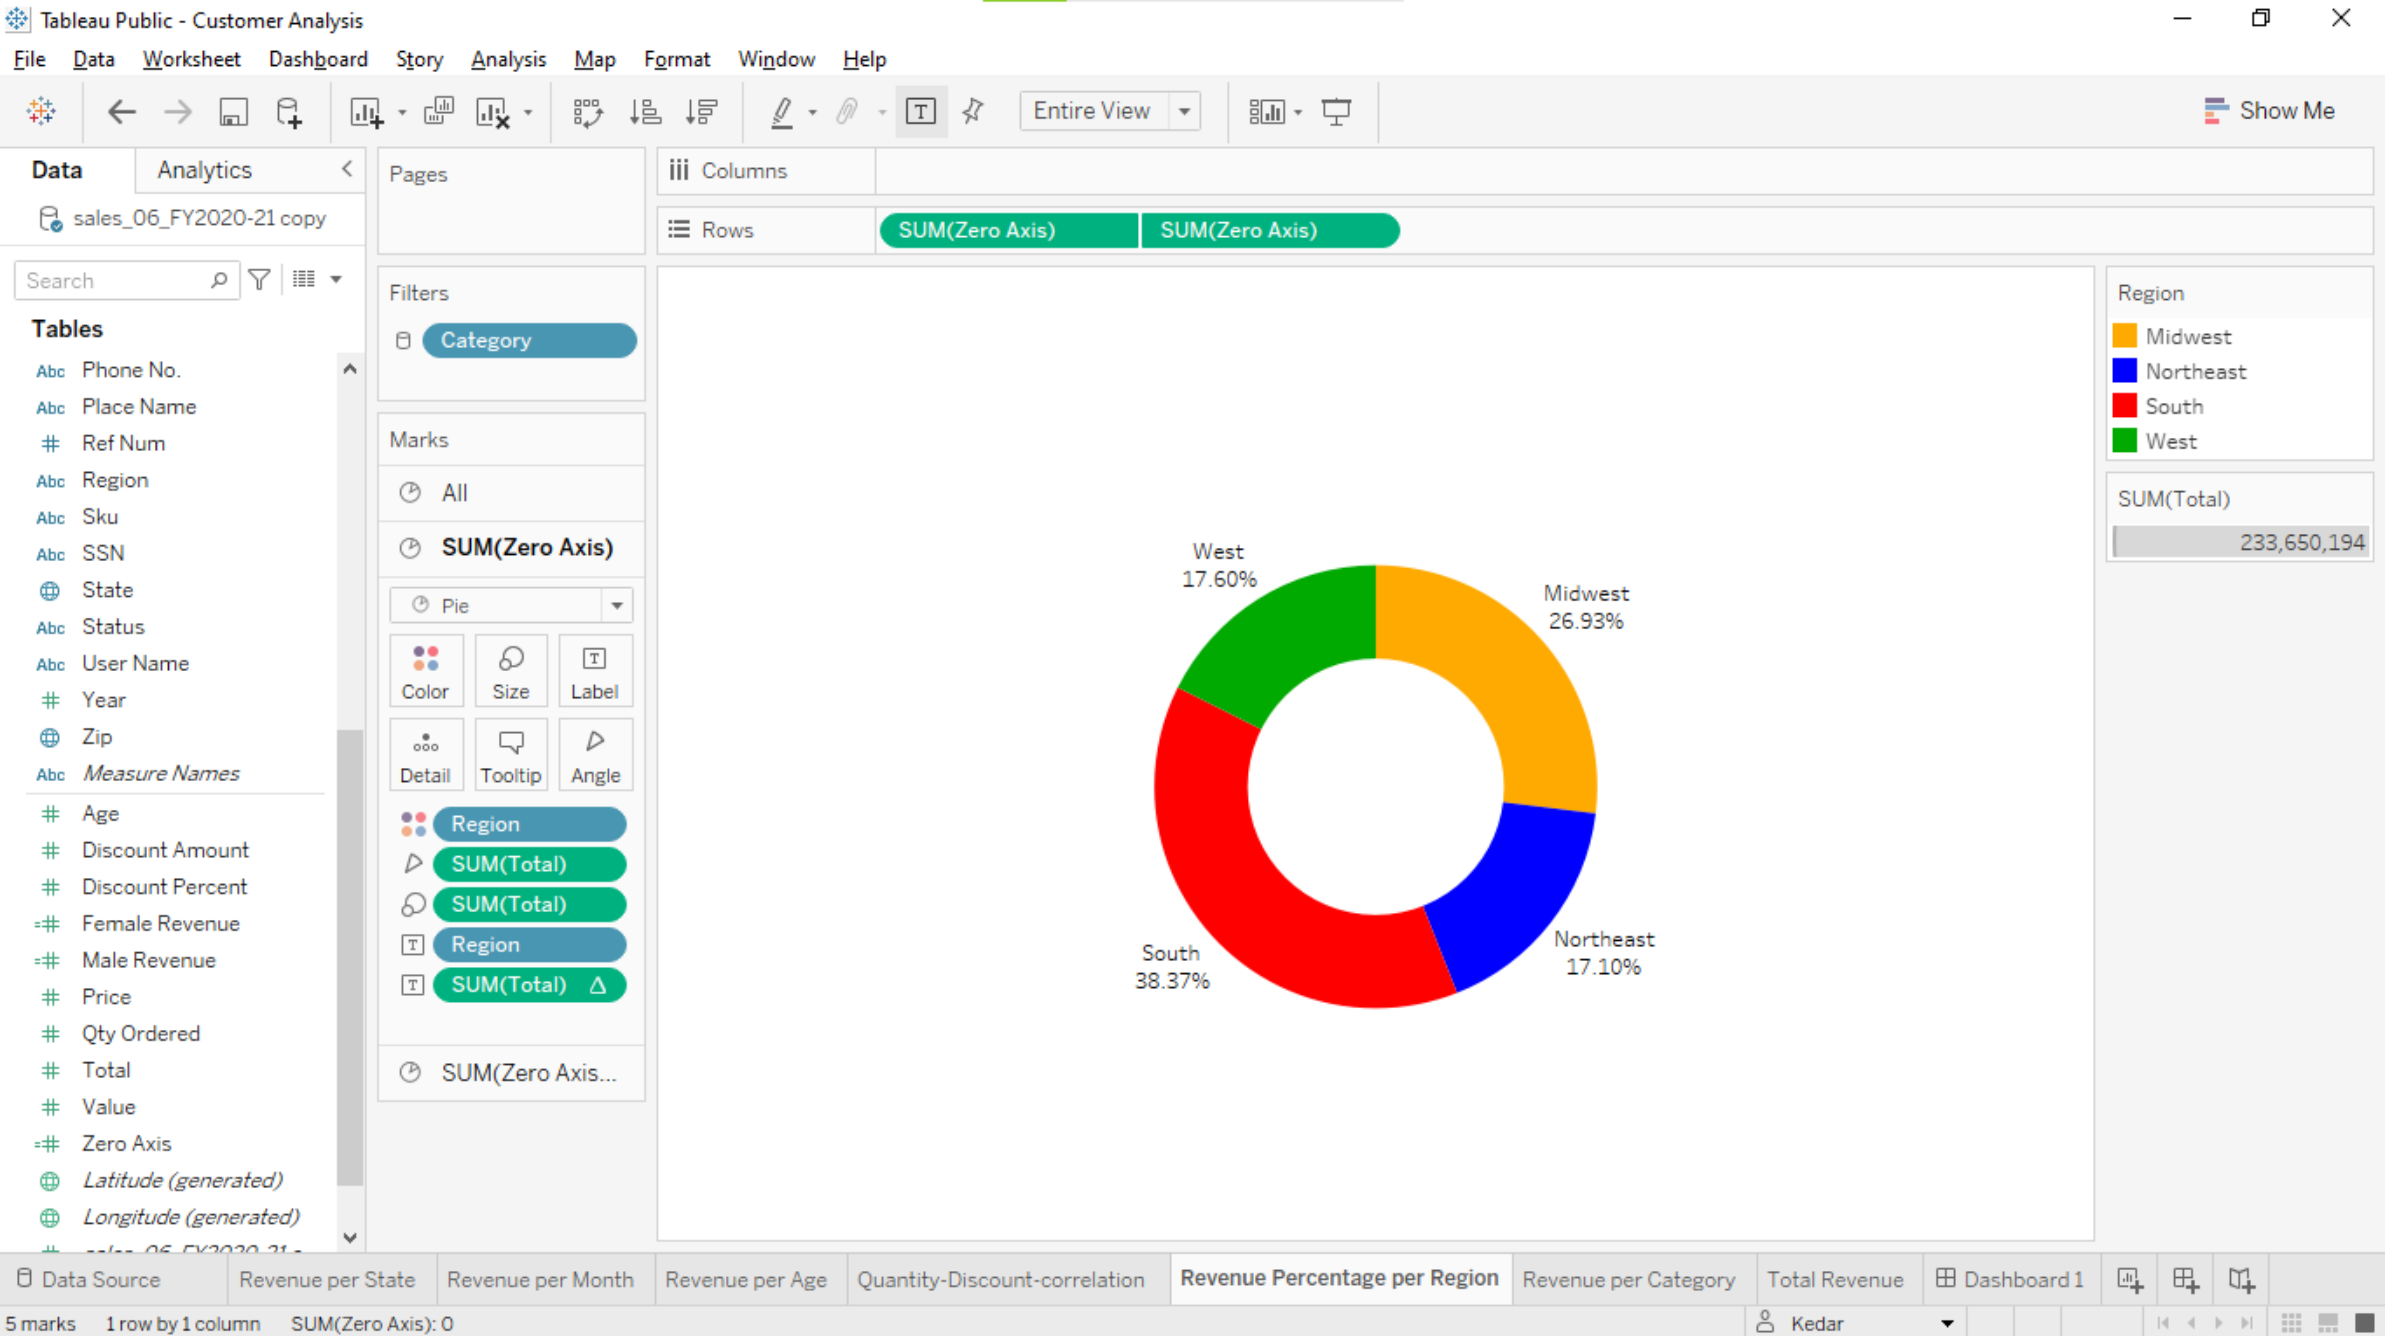 Tableau Public - Customer Analysis
File Data Worksheet Dashboard Story Analysis Map Format Window Help
Entire View
Show Me
Data
Analytics
sales_06_FY2020-21 copy
Search
Tables
Abc Phone No.
Abc Place Name
# Ref Num
Abc Region
Abc Sku
Abc SSN
State
Abc Status
Abc User Name
# Year
Zip
Abc Measure Names
# Age
# Discount Amount
# Discount Percent
=# Female Revenue
=# Male Revenue
# Price
# Qty Ordered
# Total
# Value
=# Zero Axis
Latitude (generated)
Longitude (generated)
Pages
Filters
Category
Marks
All
SUM(Zero Axis)
Pie
Color Size Label
Detail Tooltip Angle
Region
SUM(Total)
SUM(Total)
Region
SUM(Total) Δ
SUM(Zero Axis...
Columns
Rows SUM(Zero Axis) SUM(Zero Axis)
West
17.60%
Midwest
26.93%
South
38.37%
Northeast
17.10%
Region
Midwest
Northeast
South
West
SUM(Total)
233,650,194
Data Source Revenue per State Revenue per Month Revenue per Age Quantity-Discount-correlation Revenue Percentage per Region Revenue per Category Total Revenue Dashboard 1
5 marks 1 row by 1 column SUM(Zero Axis): 0 Kedar